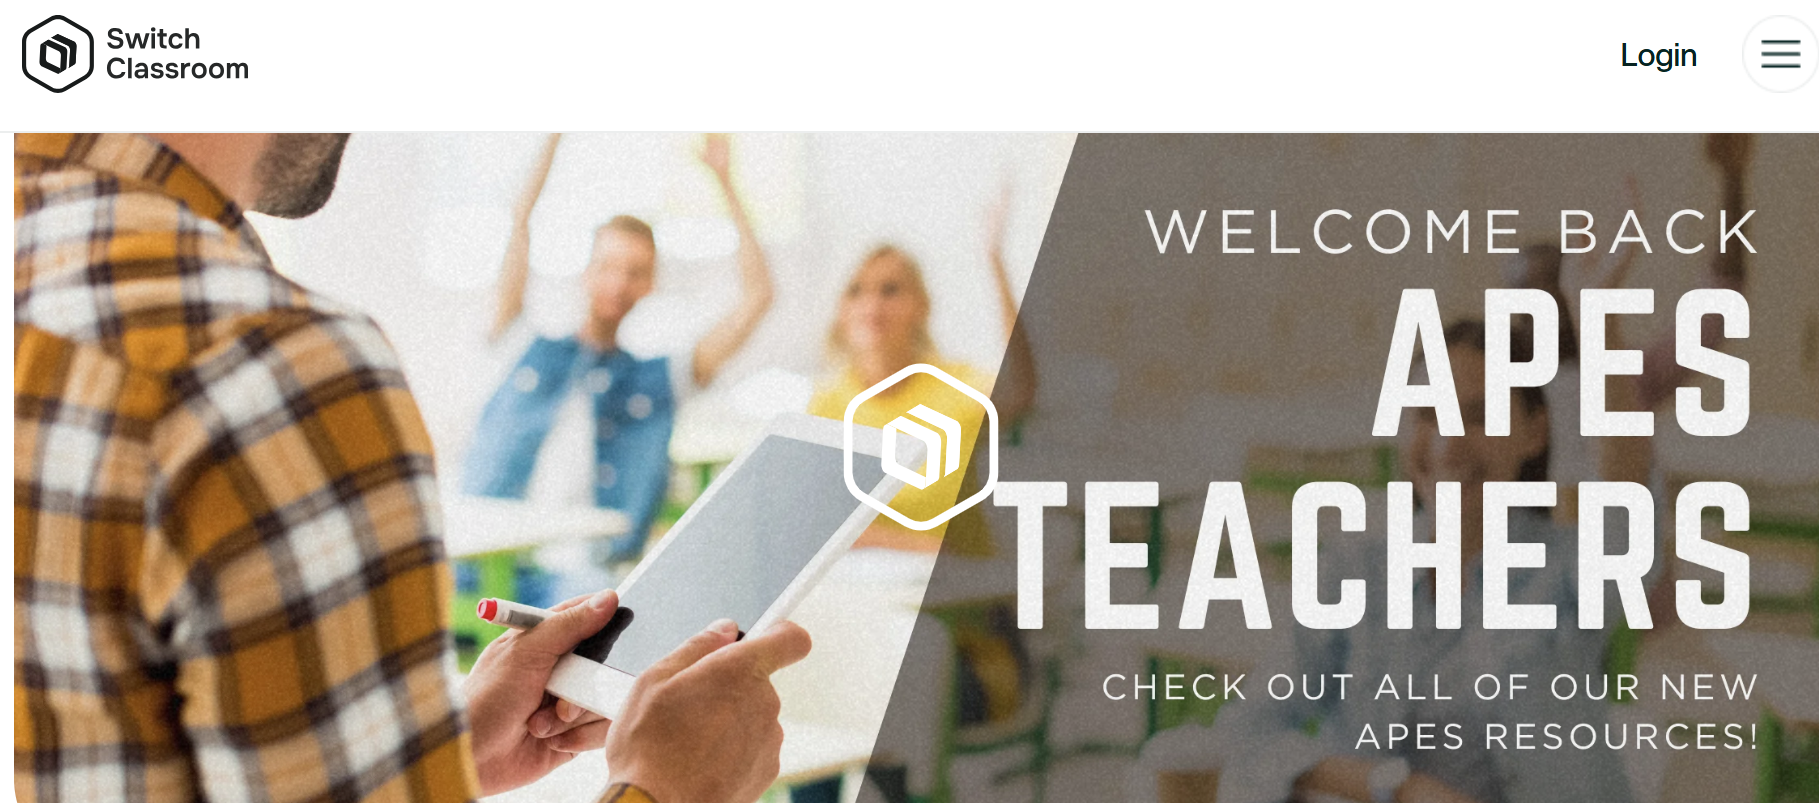 Switch
Classroom
Login
WELCOME BACK
APES
TEACHERS
CHECK OUT ALL OF OUR NEW
APES RESOURCES!